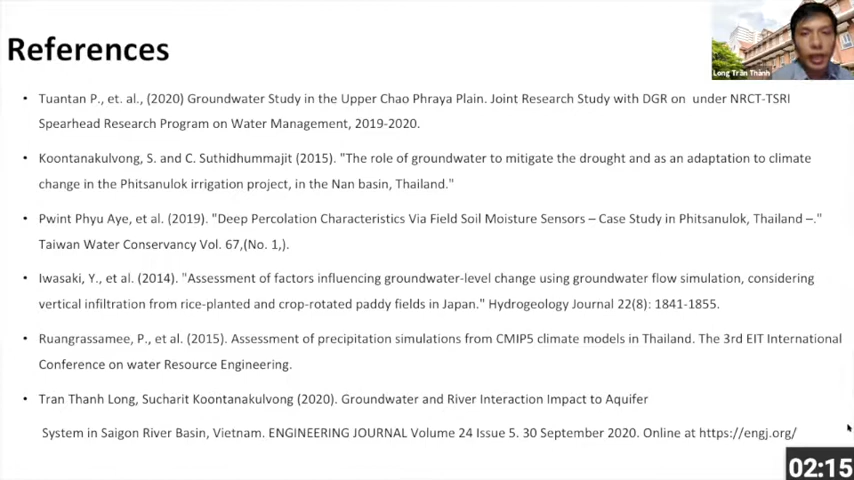 References
Long Tran Thanh
• Tuantan P., et. al., (2020) Groundwater Study in the Upper Chao Phraya Plain. Joint Research Study with DGR on under NRCT-TSRI
Spearhead Research Program on Water Management, 2019-2020.
• Koontanakulvong, S. and C. Suthidhummajit (2015). "The role of groundwater to mitigate the drought and as an adaptation to climate
change in the Phitsanulok irrigation project, in the Nan basin, Thailand."
• Pwint Phyu Aye, et al. (2019). "Deep Percolation Characteristics Via Field Soil Moisture Sensors – Case Study in Phitsanulok, Thailand –."
Taiwan Water Conservancy Vol. 67,(No. 1,).
• Iwasaki, Y., et al. (2014). "Assessment of factors influencing groundwater-level change using groundwater flow simulation, considering
vertical infiltration from rice-planted and crop-rotated paddy fields in Japan." Hydrogeology Journal 22(8): 1841-1855.
• Ruangrassamee, P., et al. (2015). Assessment of precipitation simulations from CMIP5 climate models in Thailand. The 3rd EIT International
Conference on water Resource Engineering.
• Tran Thanh Long, Sucharit Koontanakulvong (2020). Groundwater and River Interaction Impact to Aquifer
System in Saigon River Basin, Vietnam. ENGINEERING JOURNAL Volume 24 Issue 5. 30 September 2020. Online at https://engj.org/
02:15